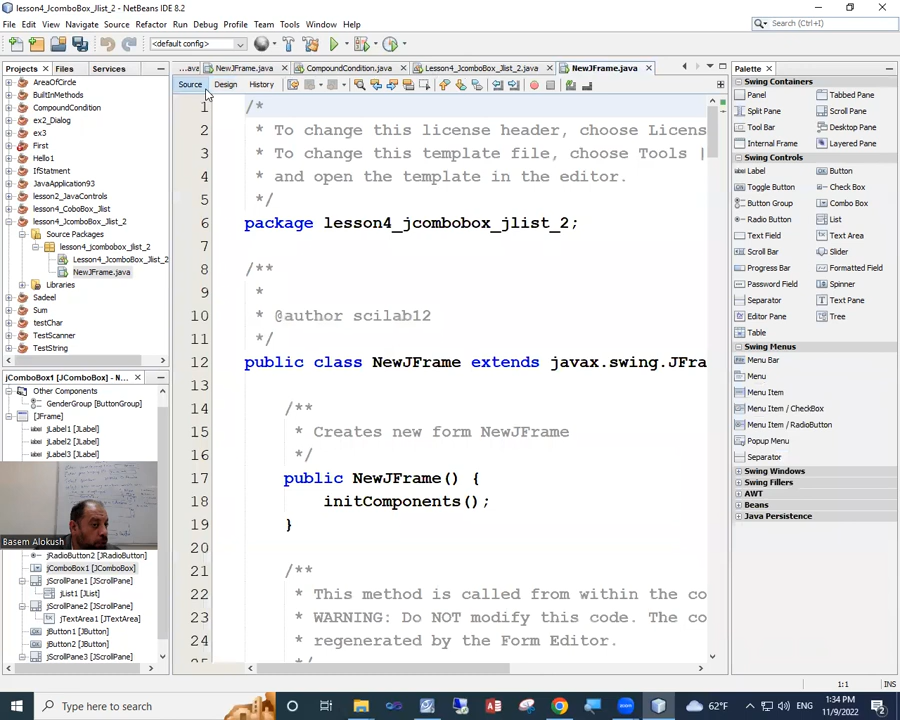 lesson4_JcomboBox_Jlist_2 - NetBeans IDE 8.2
File Edit View Navigate Source Refactor Run Debug Profile Team Tools Window Help
Search (Ctrl+I)
<default config>
Projects Files Services
...ava NewJFrame.java CompoundCondition.java Lesson4_JcomboBox_Jlist_2.java NewJFrame.java
Palette
Source Design History
AreaOfCircle
BuiltInMethods
CompoundCondition
ex2_Dialog
ex3
First
Hello1
IfStatment
JavaApplication93
lesson2_JavaControls
lesson4_CoboBox_Jlist
lesson4_JcomboBox_Jlist_2
Source Packages
lesson4_jcombobox_jlist_2
Lesson4_JcomboBox_Jlist_2
NewJFrame.java
Libraries
Sadeel
Sum
testChar
TestScanner
TestString
jComboBox1 [JComboBox] - N...
Other Components
GenderGroup [ButtonGroup]
[JFrame]
jLabel1 [JLabel]
jLabel2 [JLabel]
jLabel3 [JLabel]
Basem Alokush
jRadioButton2 [JRadioButton]
jComboBox1 [JComboBox]
jScrollPane1 [JScrollPane]
jList1 [JList]
jScrollPane2 [JScrollPane]
jTextArea1 [JTextArea]
jButton1 [JButton]
jButton2 [JButton]
jScrollPane3 [JScrollPane]
1 /*
2 * To change this license header, choose Licens
3 * To change this template file, choose Tools |
4 * and open the template in the editor.
5 */
6 package lesson4_jcombobox_jlist_2;
7
8 /**
9 *
10 * @author scilab12
11 */
12 public class NewJFrame extends javax.swing.JFra
13
14 /**
15 * Creates new form NewJFrame
16 */
17 public NewJFrame() {
18 initComponents();
19 }
20
21 /**
22 * This method is called from within the co
23 * WARNING: Do NOT modify this code. The co
24 * regenerated by the Form Editor.
25 */
Swing Containers
Panel Tabbed Pane
Split Pane Scroll Pane
Tool Bar Desktop Pane
Internal Frame Layered Pane
Swing Controls
Label Button
Toggle Button Check Box
Button Group Combo Box
Radio Button List
Text Field Text Area
Scroll Bar Slider
Progress Bar Formatted Field
Password Field Spinner
Separator Text Pane
Editor Pane Tree
Table
Swing Menus
Menu Bar
Menu
Menu Item
Menu Item / CheckBox
Menu Item / RadioButton
Popup Menu
Separator
Swing Windows
Swing Fillers
AWT
Beans
Java Persistence
1:1 INS
Type here to search
62°F ENG
1:34 PM
11/9/2022
2